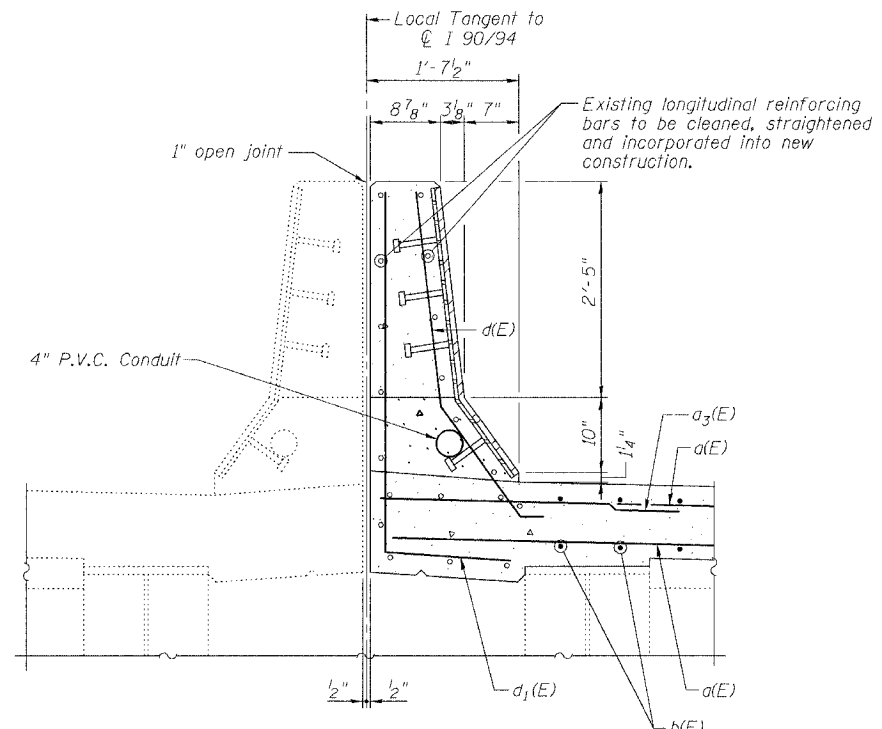 Local Tangent to
℄ I 90/94
1'-7½"
8⅞" 3⅛" 7"
Existing longitudinal reinforcing
bars to be cleaned, straightened
and incorporated into new
construction.
1" open joint
2'-5"
d(E)
4" P.V.C. Conduit
10"
1¼"
a₃(E)
a(E)
½" ½"
d₁(E)
a(E)
b(E)